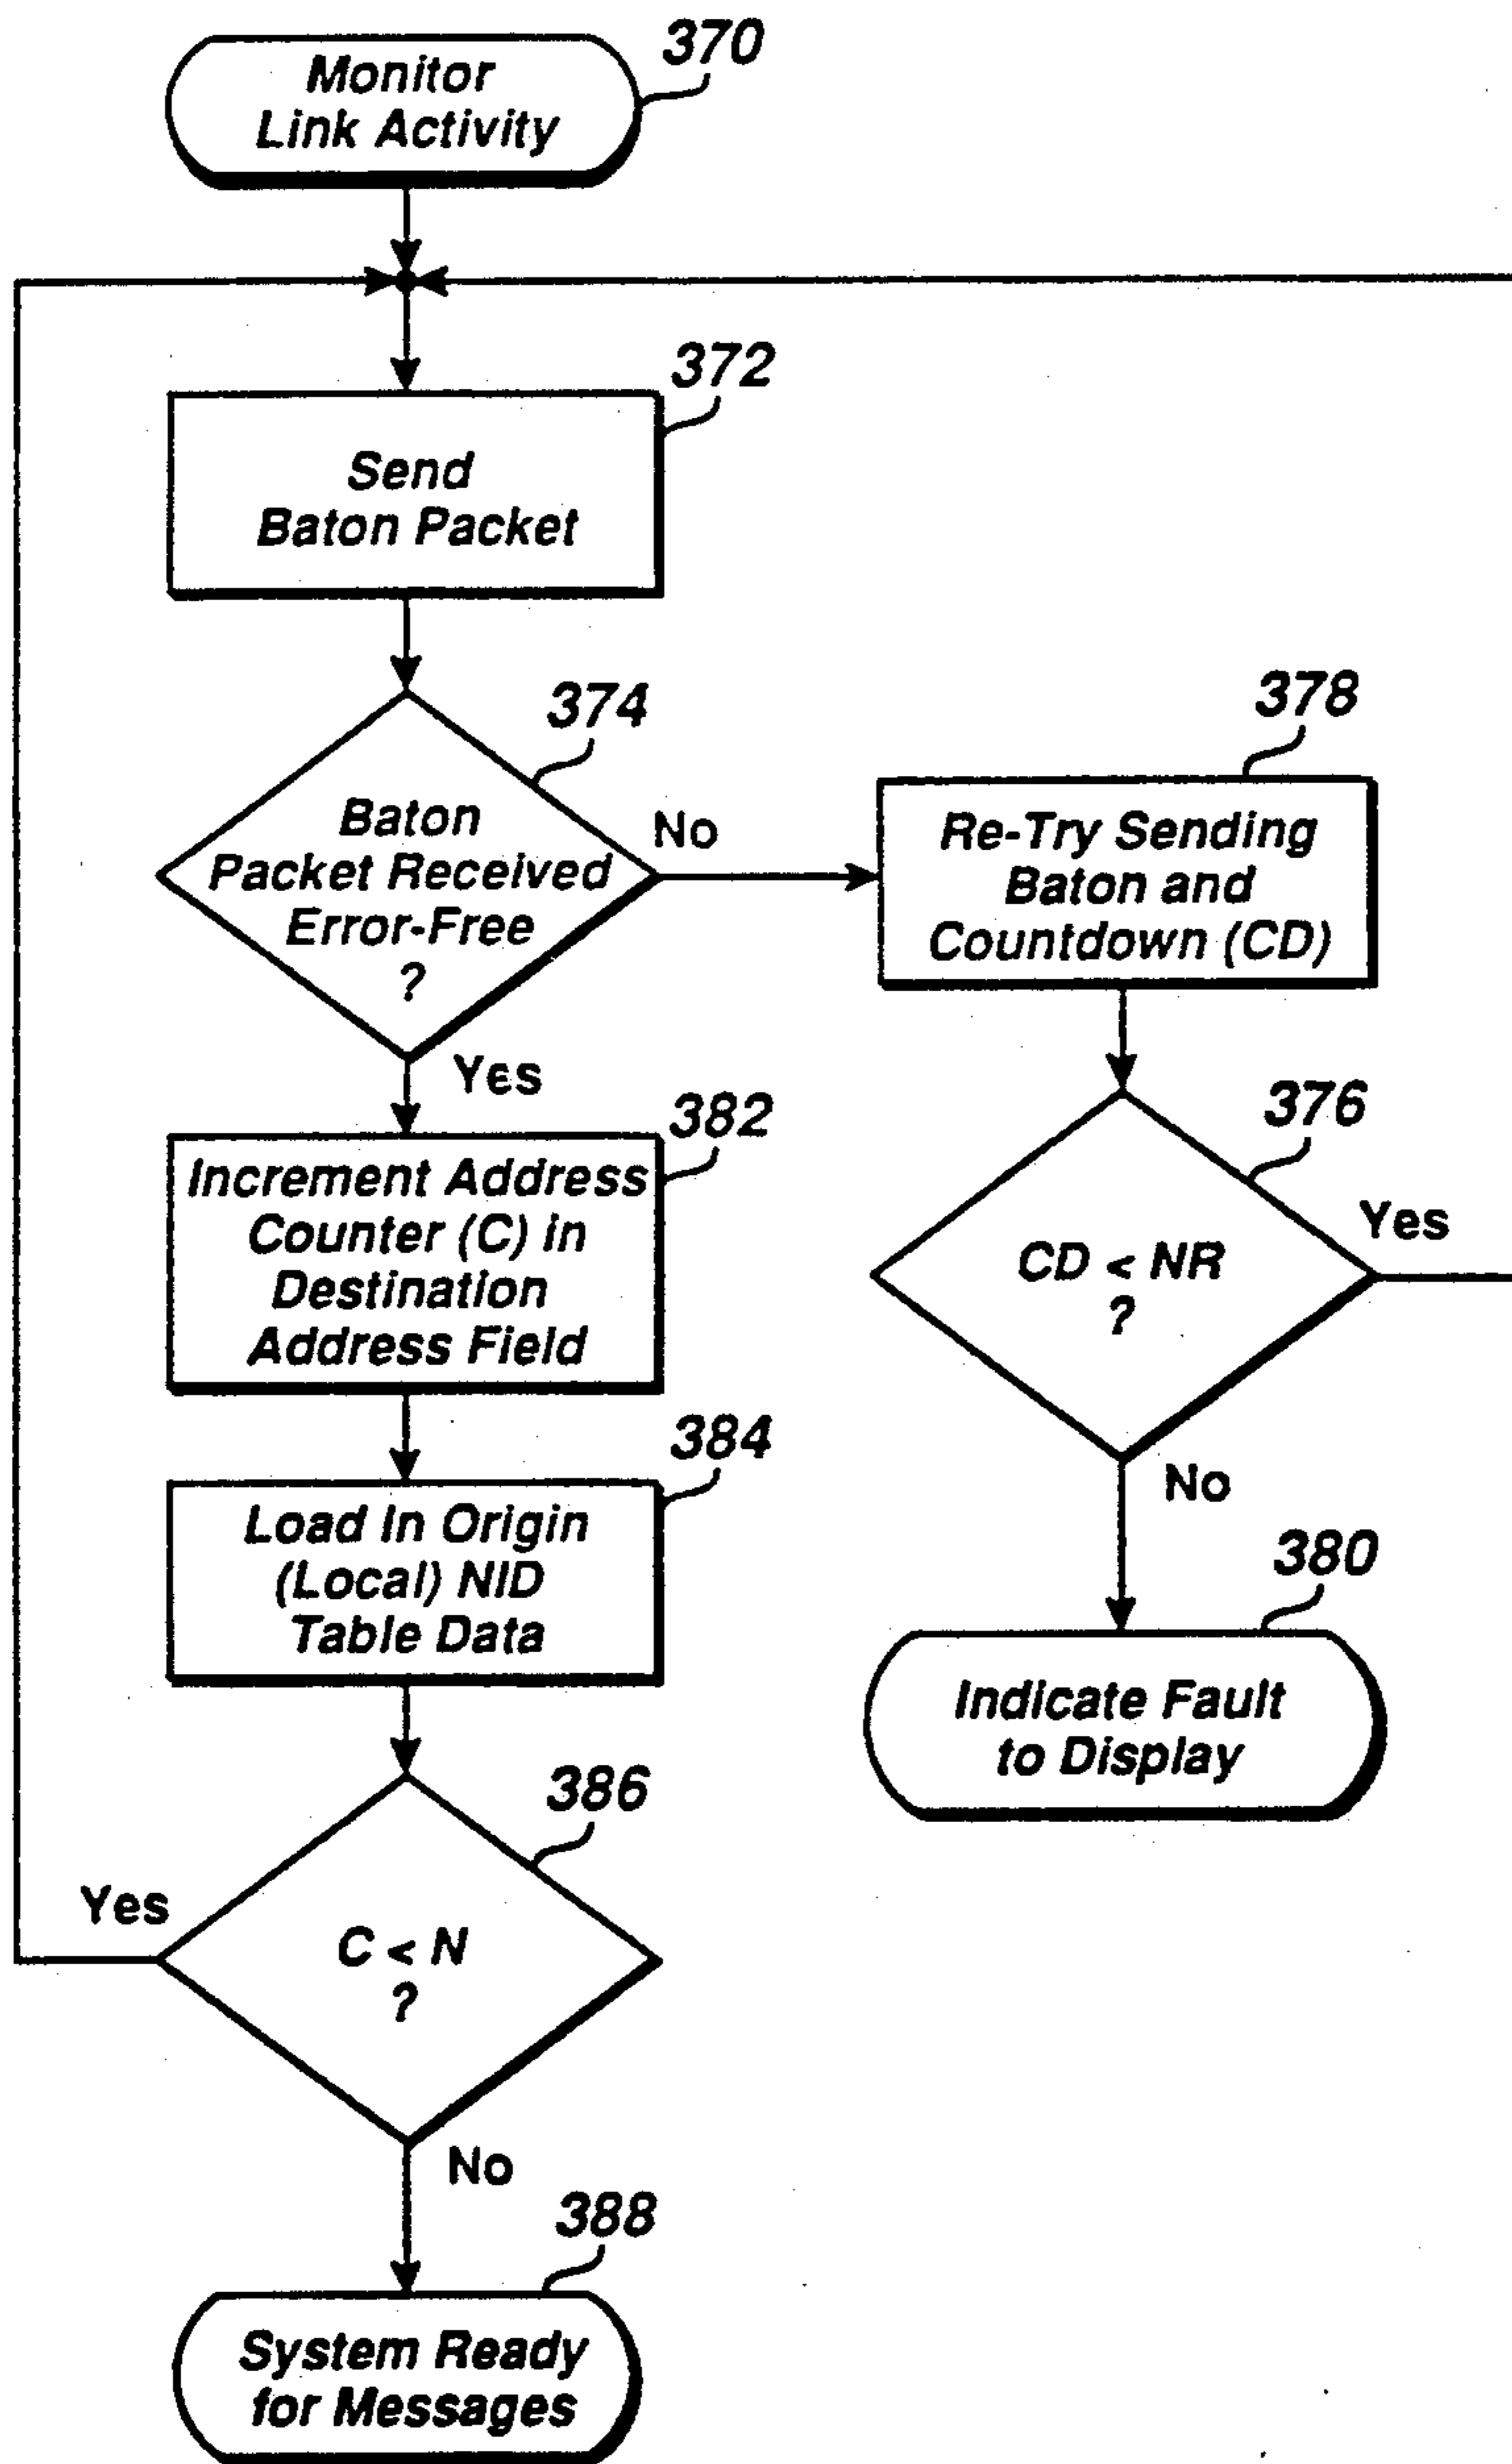 370
Monitor
Link Activity
372
Send
Baton Packet
374
Baton
Packet Received
Error-Free
?
No
Yes
378
Re-Try Sending
Baton and
Countdown (CD)
376
CD < NR
?
Yes
No
380
Indicate Fault
to Display
382
Increment Address
Counter (C) in
Destination
Address Field
384
Load In Origin
(Local) NID
Table Data
386
C < N
?
Yes
No
388
System Ready
for Messages